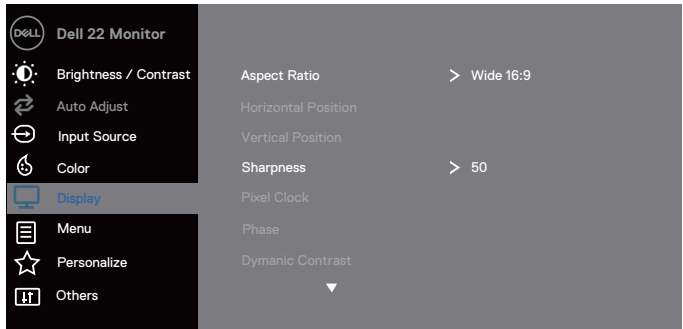 DELL Dell 22 Monitor
Brightness / Contrast
Auto Adjust
Input Source
Color
Display
Menu
Personalize
Others
Aspect Ratio > Wide 16:9
Horizontal Position
Vertical Position
Sharpness > 50
Pixel Clock
Phase
Dymanic Contrast